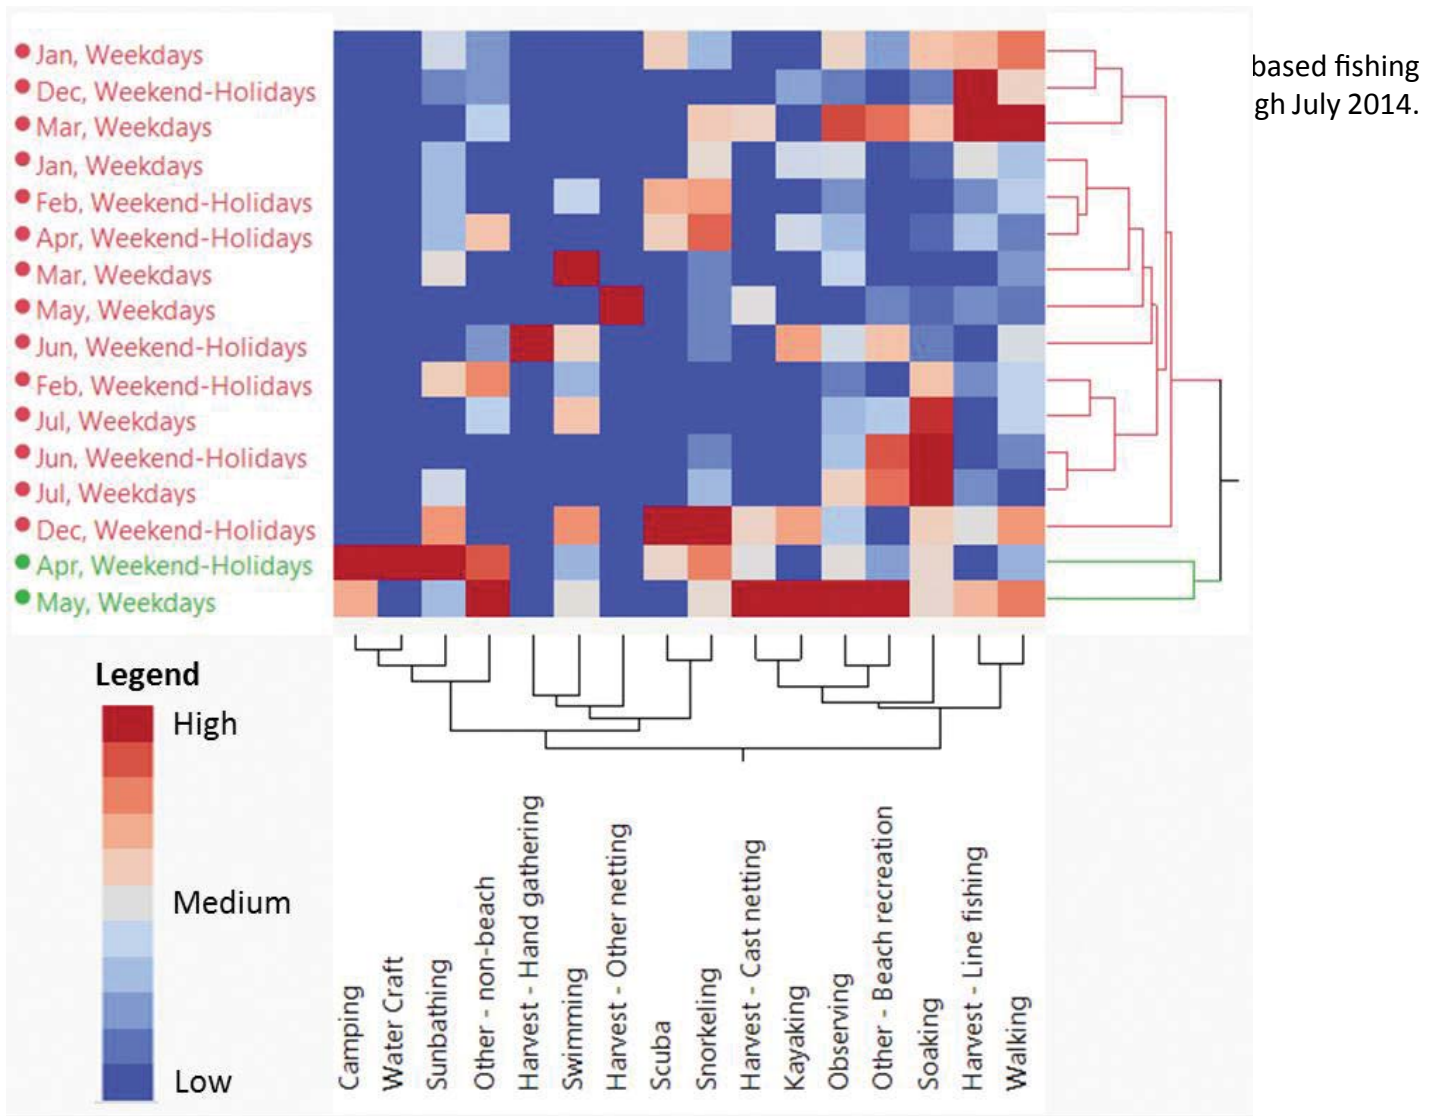 Jan, Weekdays
Dec, Weekend-Holidays
Mar, Weekdays
Jan, Weekdays
Feb, Weekend-Holidays
Apr, Weekend-Holidays
Mar, Weekdays
May, Weekdays
Jun, Weekend-Holidays
Feb, Weekend-Holidays
Jul, Weekdays
Jun, Weekend-Holidays
Jul, Weekdays
Dec, Weekend-Holidays
Apr, Weekend-Holidays
May, Weekdays
based fishing
gh July 2014.
Legend
High
Medium
Low
Camping
Water Craft
Sunbathing
Other - non-beach
Harvest - Hand gathering
Swimming
Harvest - Other netting
Scuba
Snorkeling
Harvest - Cast netting
Kayaking
Observing
Other - Beach recreation
Soaking
Harvest - Line fishing
Walking